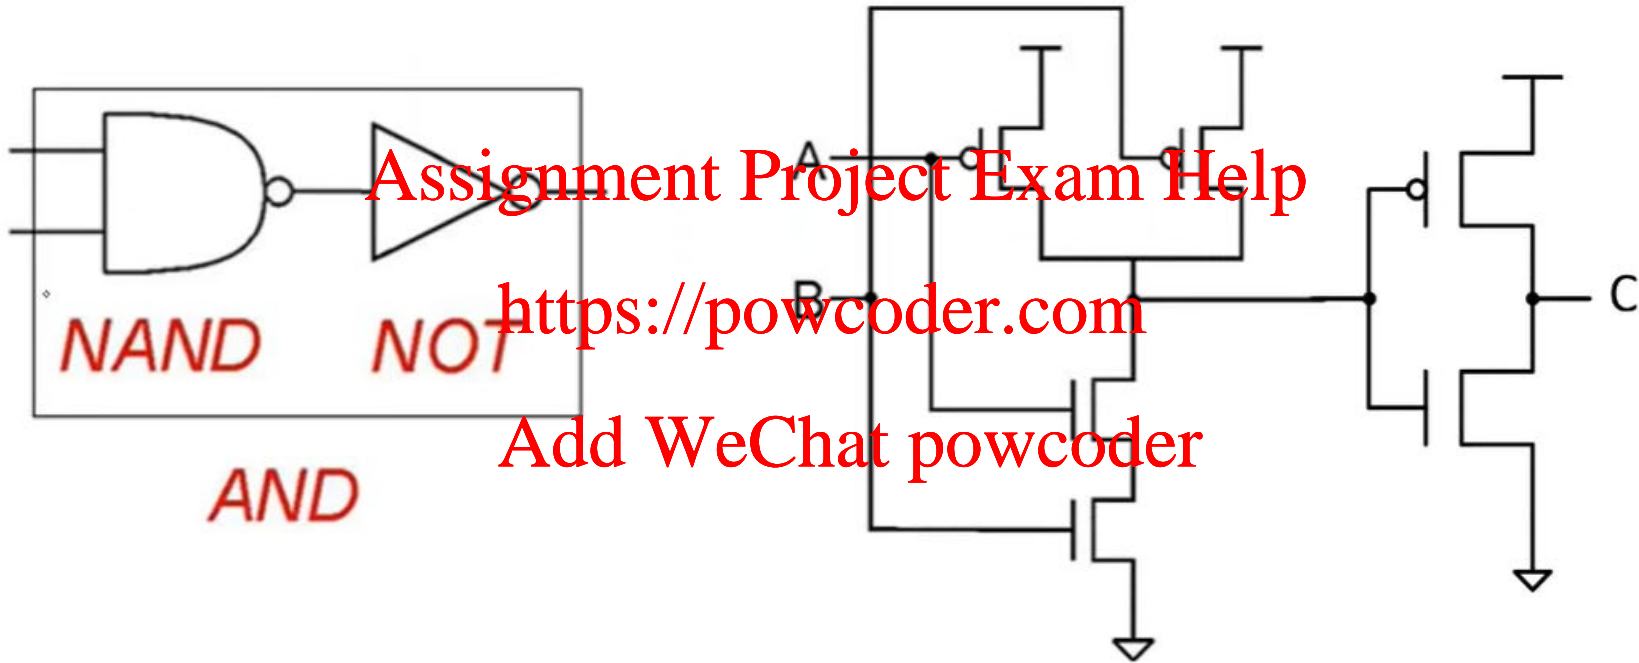 A
Assignment Project Exam Help
B
https://powcoder.com
C
NAND NOT
Add WeChat powcoder
AND